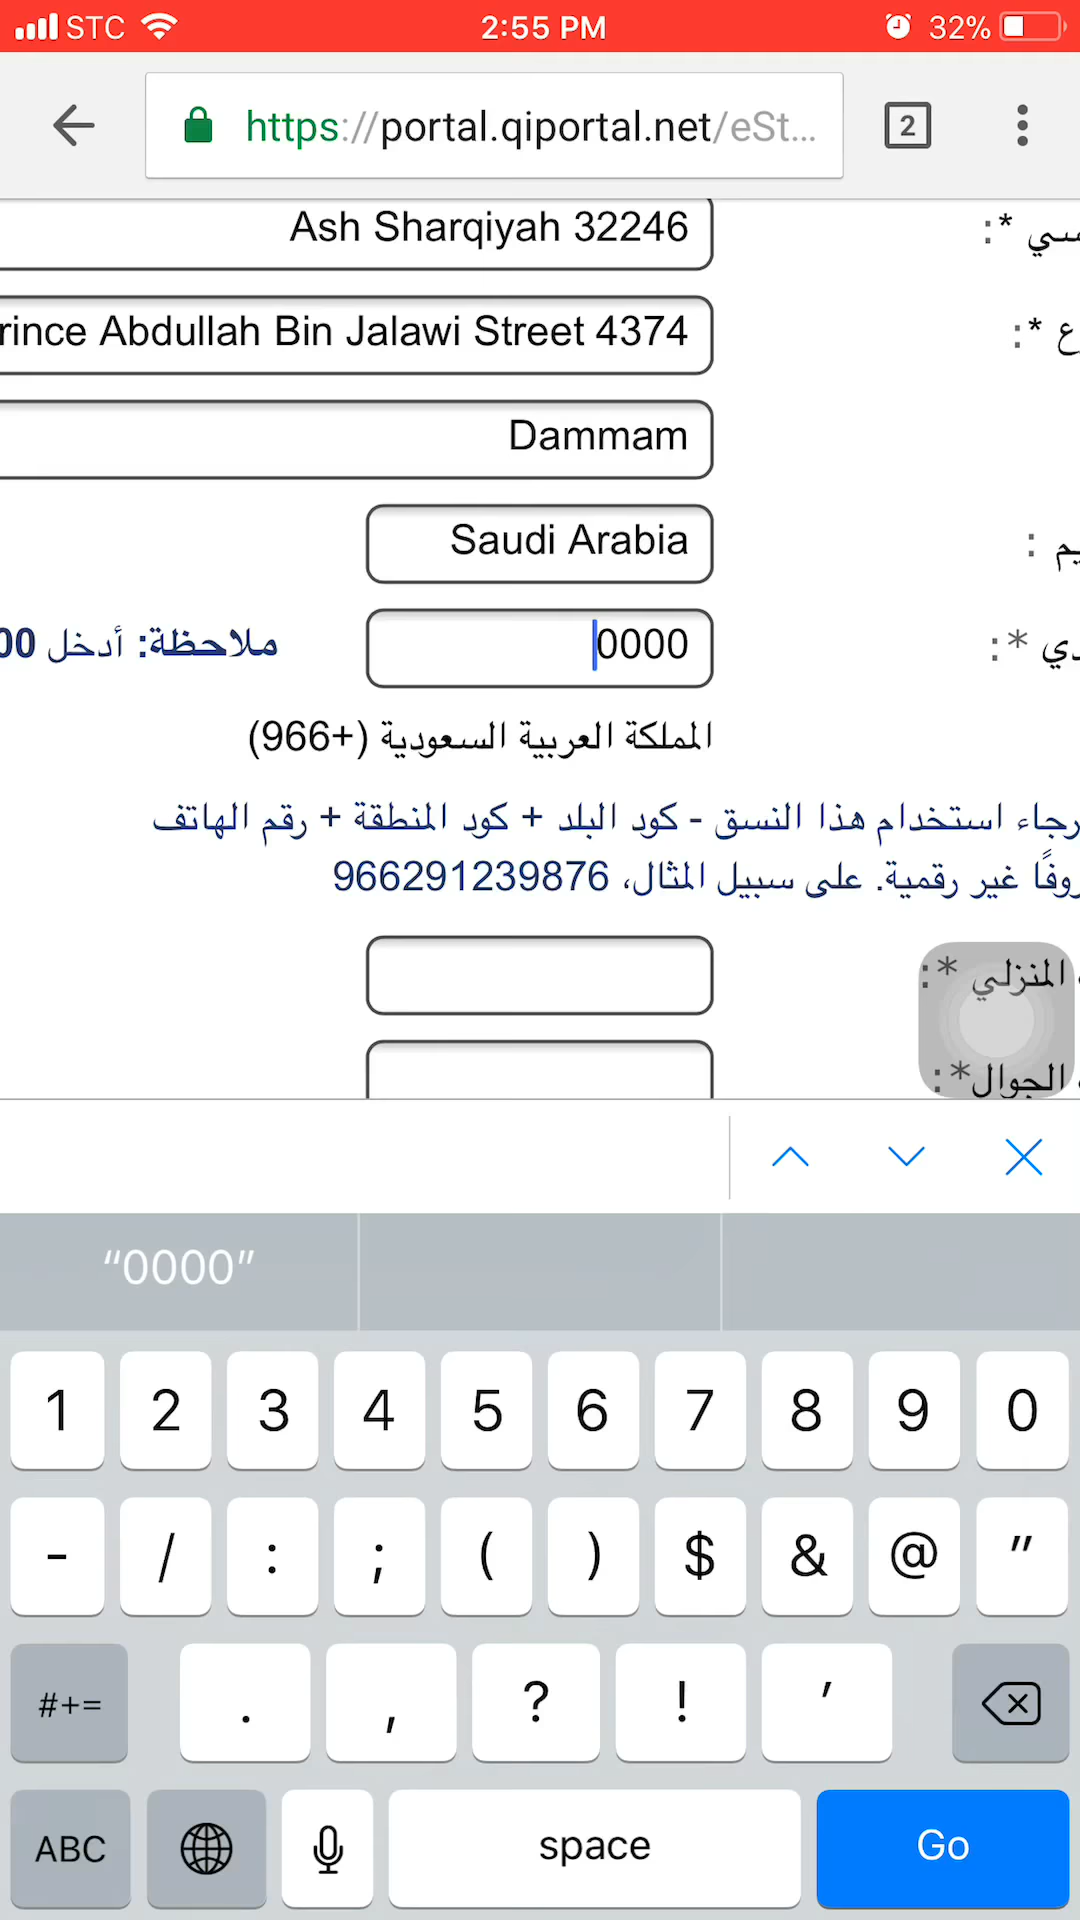 STC 2:55 PM 32%
https://portal.qiportal.net/eSt... 2
Ash Sharqiyah 32246
rince Abdullah Bin Jalawi Street 4374
Dammam
Saudi Arabia
0000 ملاحظة: أدخل 00
المملكة العربية السعودية (+966)
رجاء استخدام هذا النسق - كود البلد + كود المنطقة + رقم الهاتف
غير رقمية. على سبيل المثال، 966291239876
المنزلي *:
الجوال*:
“0000”
1 2 3 4 5 6 7 8 9 0
- / : ; ( ) $ & @ "
#+= . , ? ! '
ABC space Go